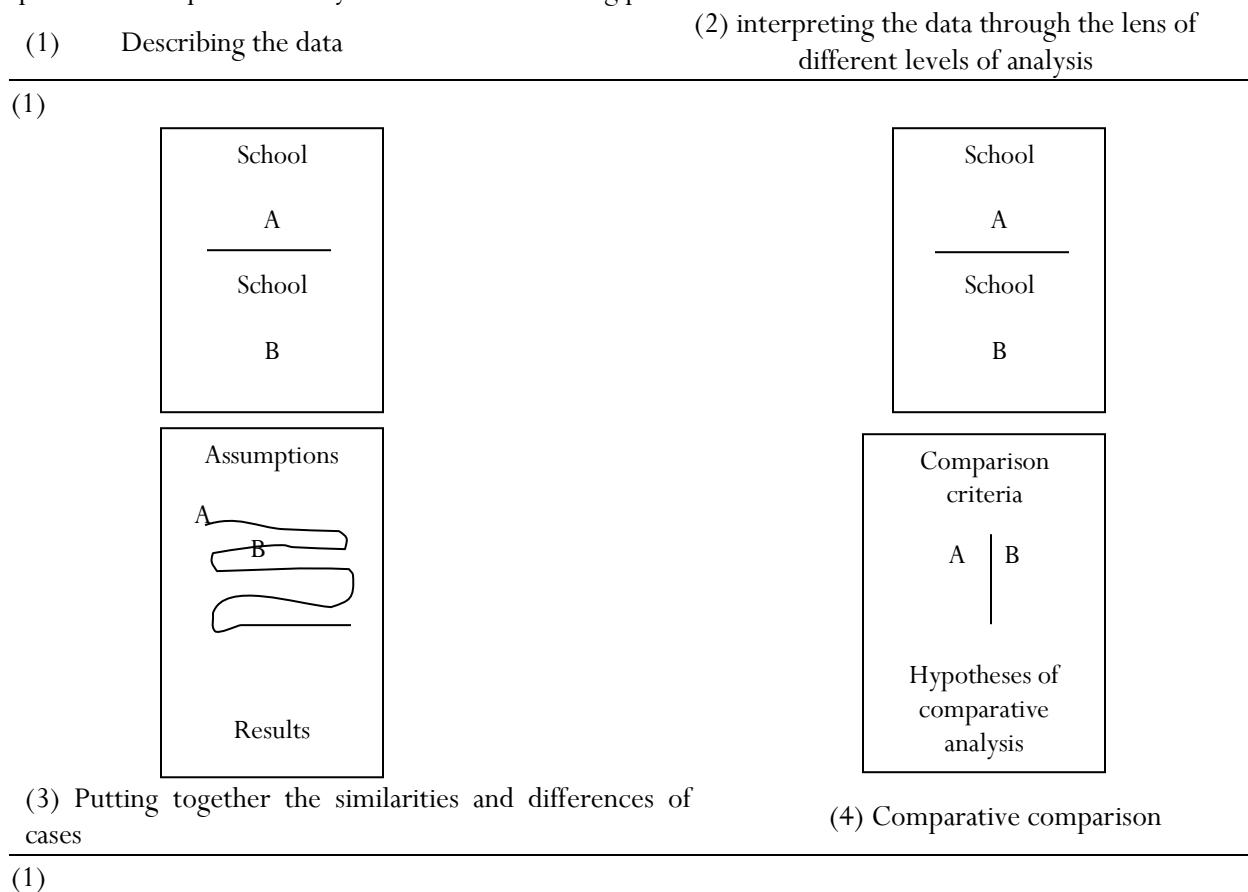 (1) Describing the data
(2) interpreting the data through the lens of
different levels of analysis
(1)
School
A
School
B
School
A
School
B
Assumptions
A
B
Results
Comparison
criteria
A B
Hypotheses of
comparative
analysis
(3) Putting together the similarities and differences of
cases
(4) Comparative comparison
(1)